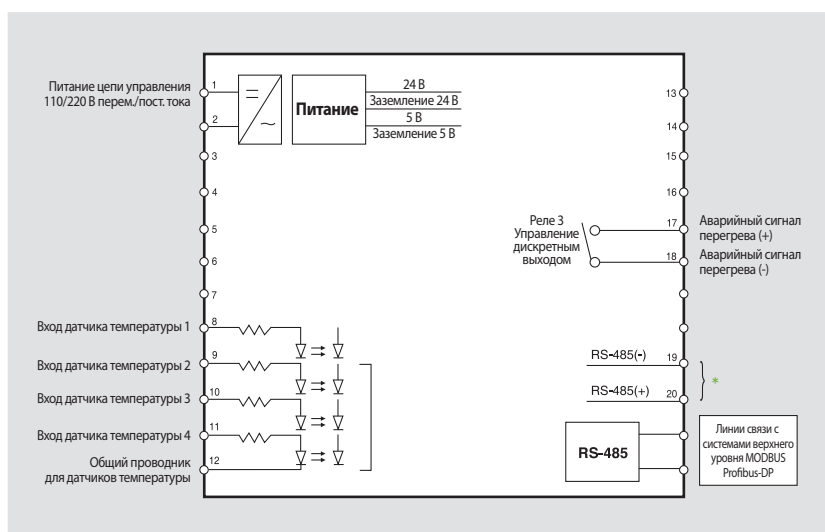 Питание цепи управления
110/220 В перем./пост. тока
1
2
3
4
5
6
7
Питание
24 В
Заземление 24 В
5 В
Заземление 5 В
13
14
15
16
17
18
Реле 3
Управление
дискретным
выходом
Аварийный сигнал
перегрева (+)
Аварийный сигнал
перегрева (-)
Вход датчика температуры 1
8
Вход датчика температуры 2
9
Вход датчика температуры 3
10
Вход датчика температуры 4
11
Общий проводник
для датчиков температуры
12
RS-485(-)
19
RS-485(+)
20
*
RS-485
Линии связи с
системами верхнего
уровня MODBUS
Profibus-DP